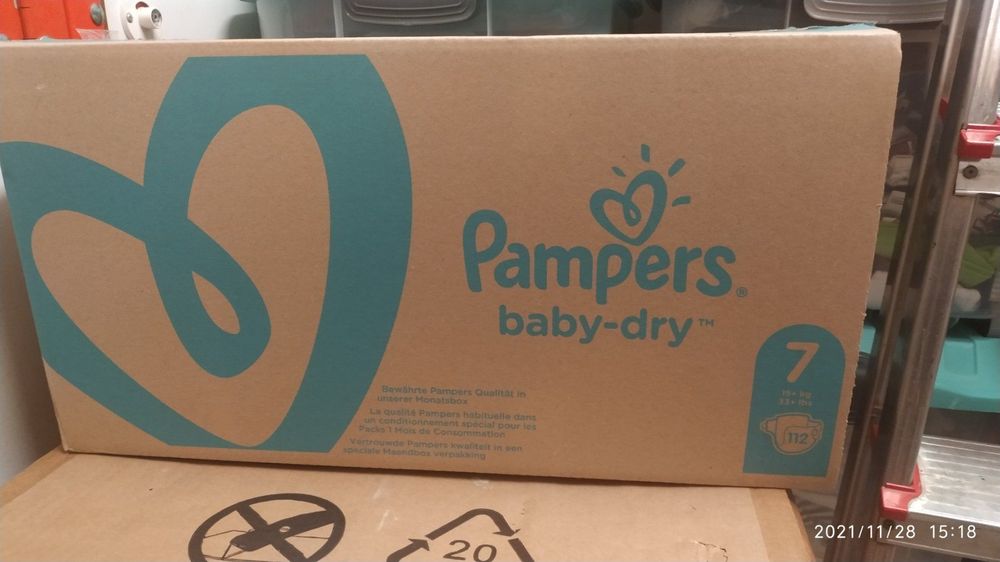 Pampers®
baby-dry™
7
15+ kg
33+ lbs
112
Bewährte Pampers Qualität in
unserer Monatsbox
La qualité Pampers habituelle dans
un conditionnement spécial pour les
Packs 1 Mois de Consommation
Vertrouwde Pampers kwaliteit in een
speciale Maandbox verpakking
20
2021/11/28 15:18